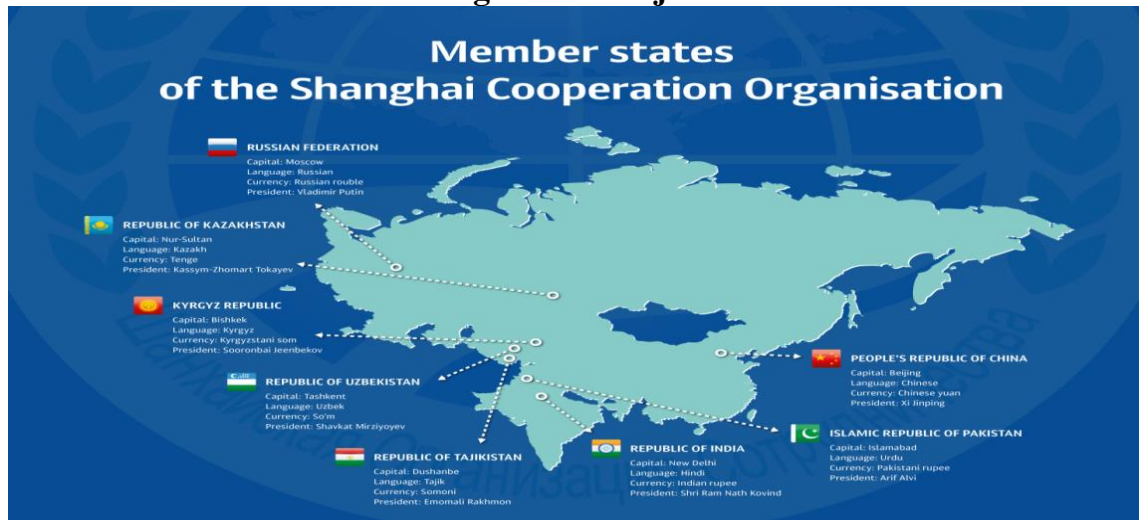 Member states
of the Shanghai Cooperation Organisation
RUSSIAN FEDERATION
Capital: Moscow
Language: Russian
Currency: Russian rouble
President: Vladimir Putin
REPUBLIC OF KAZAKHSTAN
Capital: Nur-Sultan
Language: Kazakh
Currency: Tenge
President: Kassym-Zhomart Tokayev
KYRGYZ REPUBLIC
Capital: Bishkek
Language: Kyrgyz
Currency: Kyrgyzstani som
President: Sooronbai Jeenbekov
REPUBLIC OF UZBEKISTAN
Capital: Tashkent
Language: Uzbek
Currency: So'm
President: Shavkat Mirziyoyev
REPUBLIC OF TAJIKISTAN
Capital: Dushanbe
Language: Tajik
Currency: Somoni
President: Emomali Rakhmon
REPUBLIC OF INDIA
Capital: New Delhi
Language: Hindi
Currency: Indian rupee
President: Shri Ram Nath Kovind
PEOPLE'S REPUBLIC OF CHINA
Capital: Beijing
Language: Chinese
Currency: Chinese yuan
President: Xi Jinping
ISLAMIC REPUBLIC OF PAKISTAN
Capital: Islamabad
Language: Urdu
Currency: Pakistani rupee
President: Arif Alvi